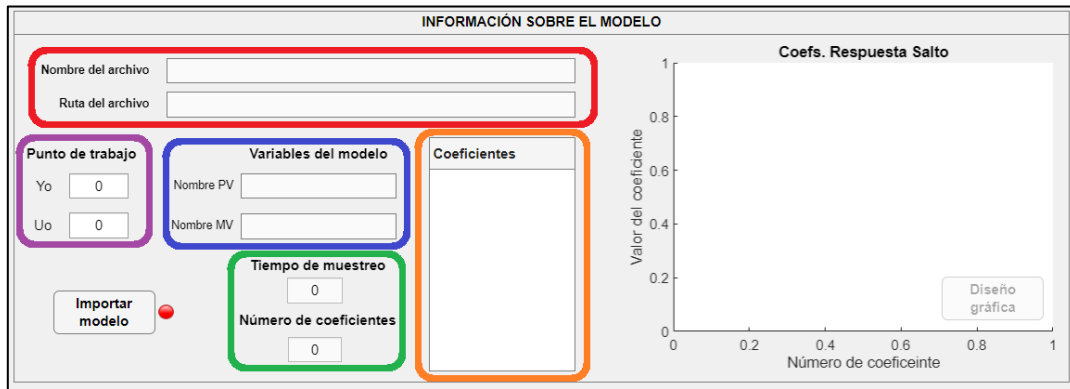 INFORMACIÓN SOBRE EL MODELO
Nombre del archivo
Ruta del archivo
Punto de trabajo
Yo 0
Uo 0
Variables del modelo
Nombre PV
Nombre MV
Coeficientes
Tiempo de muestreo
0
Número de coeficientes
0
Importar
modelo
Coefs. Respuesta Salto
Valor del coeficiente
1
0.8
0.6
0.4
0.2
0
Diseño
gráfica
0 0.2 0.4 0.6 0.8 1
Número de coeficeinte